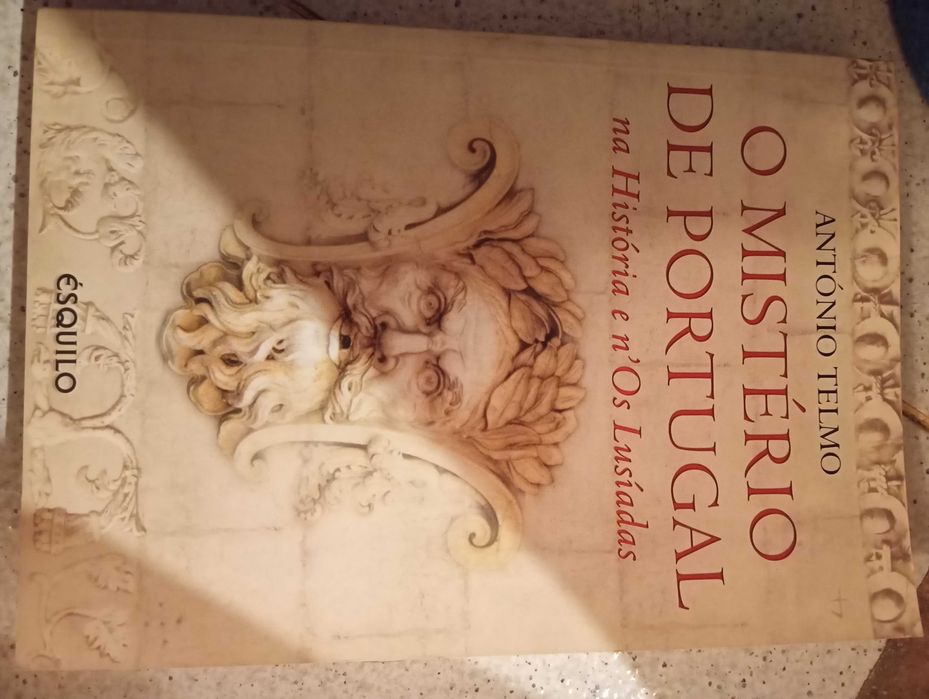 ANTÓNIO TELMO
O MISTÉRIO
DE PORTUGAL
na História e n'Os Lusíadas
ÉSQUILO